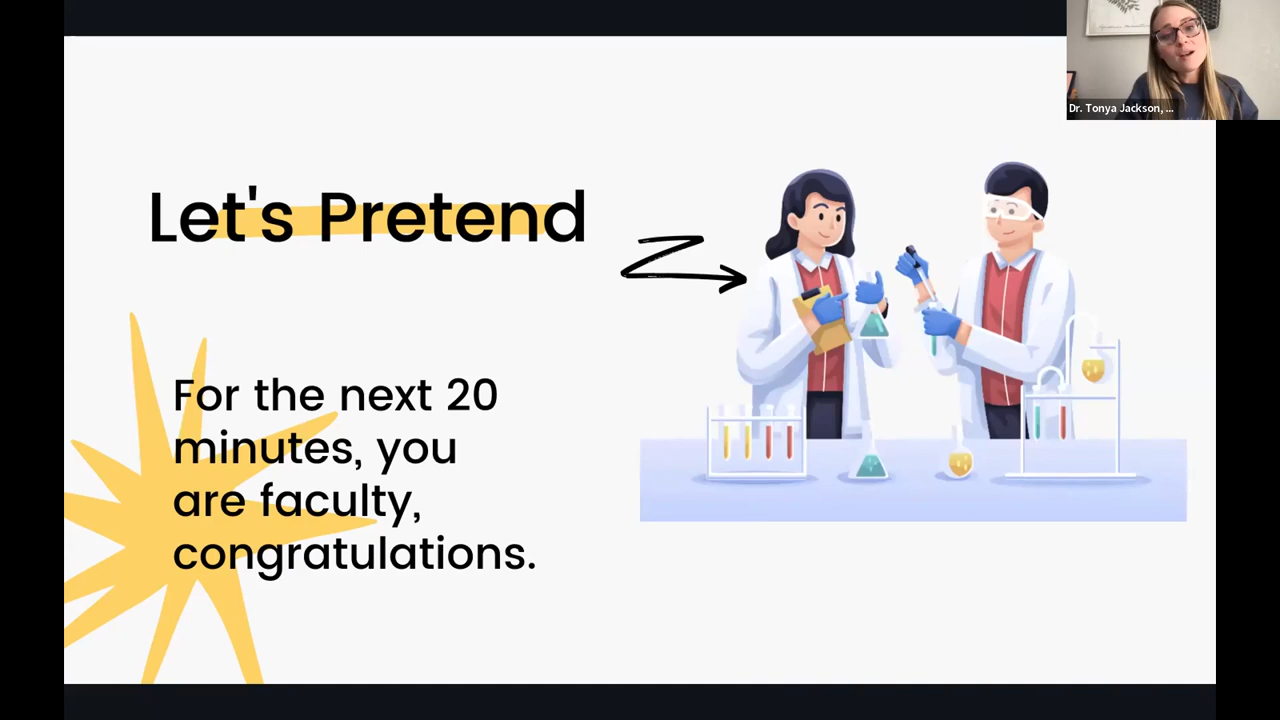 Dr. Tonya Jackson, ...
Let's Pretend
For the next 20
minutes, you
are faculty,
congratulations.